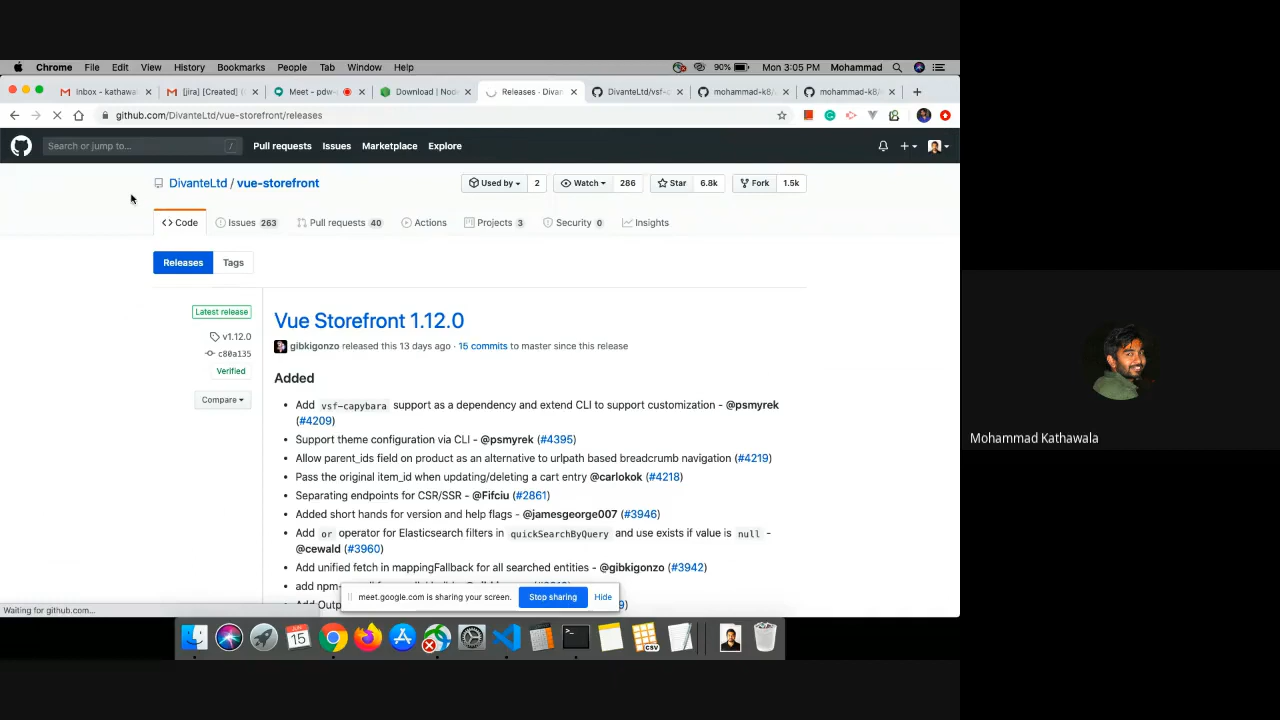 Chrome File Edit View History Bookmarks People Tab Window Help 90% Mon 3:05 PM Mohammad
Inbox - kathawa [jira] [Created] ( Meet - pdw- Download | Nod Releases · Divan DivanteLtd/vsf-c mohammad-k8/ mohammad-k8/
github.com/DivanteLtd/vue-storefront/releases
Search or jump to... / Pull requests Issues Marketplace Explore
DivanteLtd / vue-storefront Used by 2 Watch 286 Star 6.8k Fork 1.5k
<> Code Issues 263 Pull requests 40 Actions Projects 3 Security 0 Insights
Releases Tags
Latest release
v1.12.0
c80a135
Verified
Compare
Vue Storefront 1.12.0
gibkigonzo released this 13 days ago · 15 commits to master since this release
Added
• Add vsf-capybara support as a dependency and extend CLI to support customization - @psmyrek
(#4209)
• Support theme configuration via CLI - @psmyrek (#4395)
• Allow parent_ids field on product as an alternative to urlpath based breadcrumb navigation (#4219)
• Pass the original item_id when updating/deleting a cart entry @carlokok (#4218)
• Separating endpoints for CSR/SSR - @Fifciu (#2861)
• Added short hands for version and help flags - @jamesgeorge007 (#3946)
• Add or operator for Elasticsearch filters in quickSearchByQuery and use exists if value is null -
@cewald (#3960)
• Add unified fetch in mappingFallback for all searched entities - @gibkigonzo (#3942)
• add npm-
• Add Outp
meet.google.com is sharing your screen. Stop sharing Hide
Waiting for github.com...
JUN
15
CSV
Mohammad Kathawala